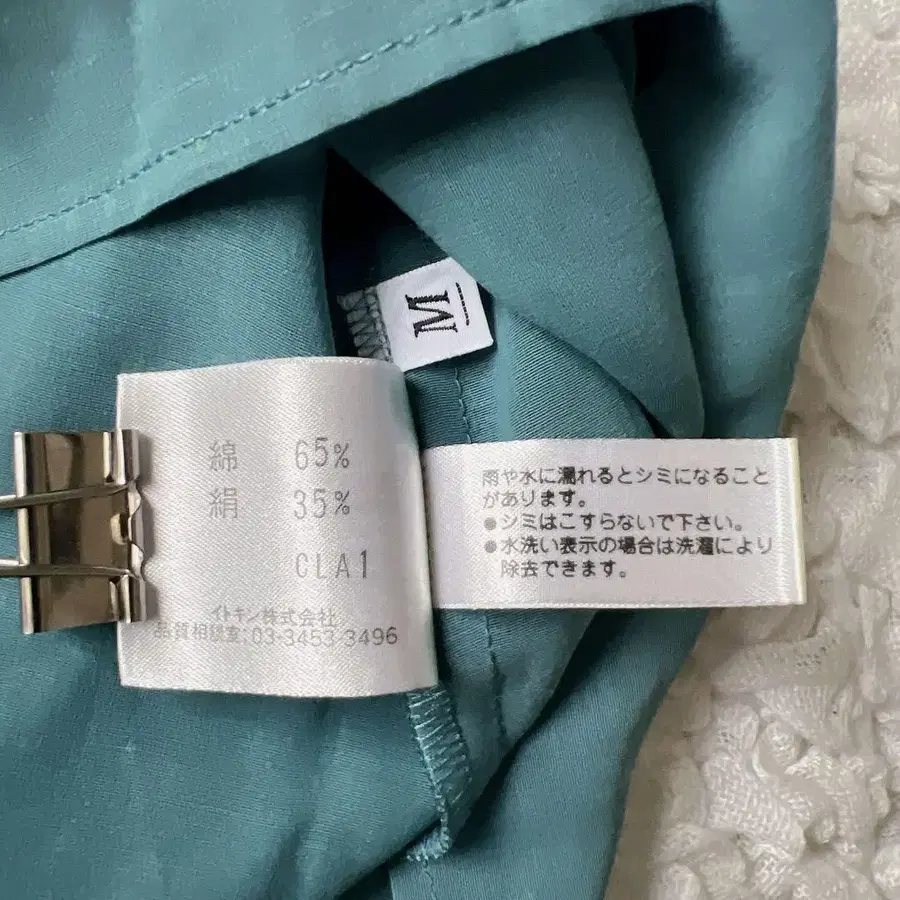 M
綿 65%
絹 35%
CLA1
イトキン株式会社
品質相談室:03-3453 3496
雨や水に濡れるとシミになること
があります。
●シミはこすらないで下さい。
●水洗い表示の場合は洗濯により
除去できます。